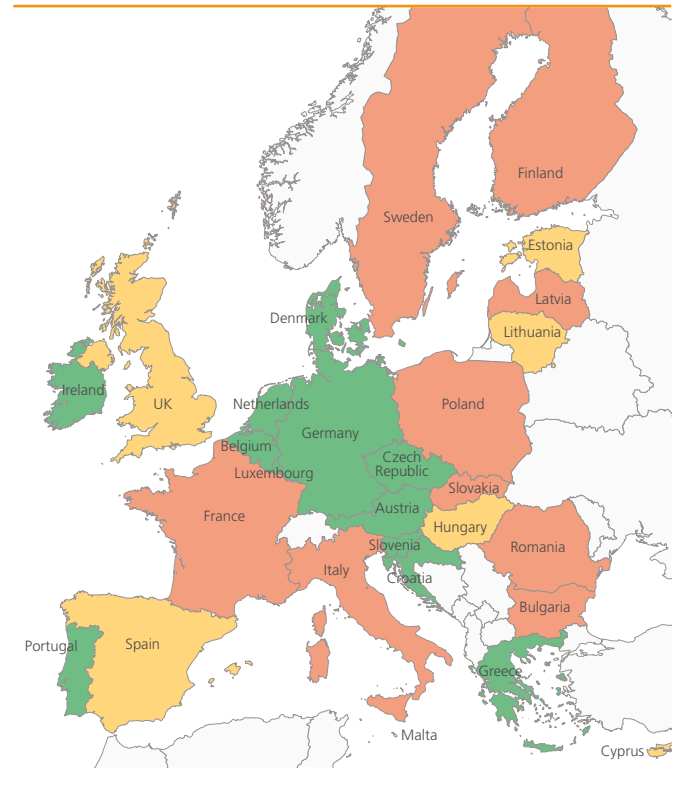 Finland
Sweden
Estonia
Latvia
Denmark
Lithuania
Ireland
UK
Netherlands
Poland
Germany
Belgium
Czech
Republic
Luxembourg
Slovakia
Austria
France
Hungary
Slovenia
Romania
Italy
Croatia
Bulgaria
Portugal
Spain
Greece
Malta
Cyprus